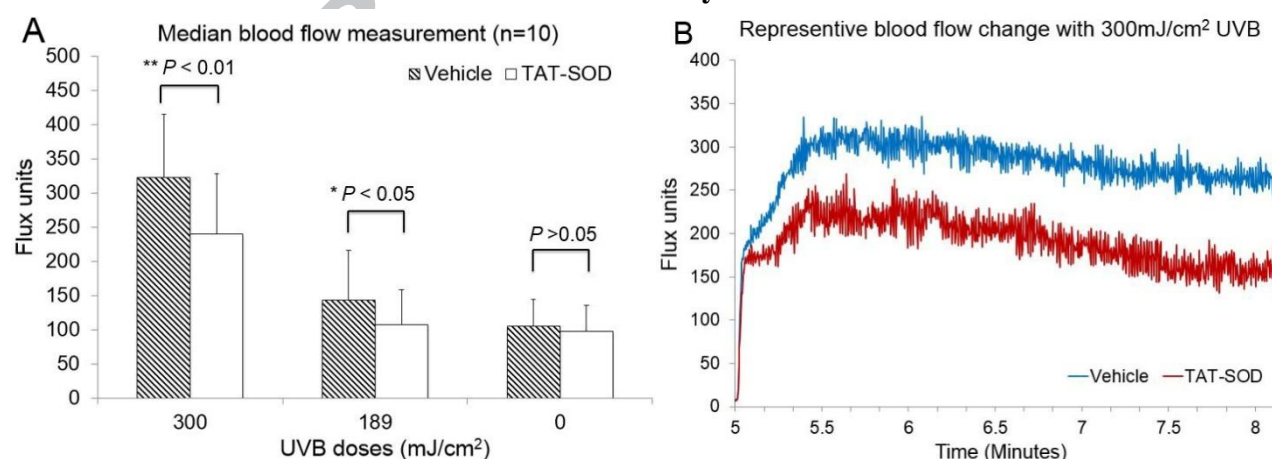 A
Median blood flow measurement (n=10)
Vehicle TAT-SOD
** P < 0.01
* P < 0.05
P >0.05
Flux units
500
450
400
350
300
250
200
150
100
50
0
300 189 0
UVB doses (mJ/cm²)
B
Representive blood flow change with 300mJ/cm² UVB
Flux units
400
350
300
250
200
150
100
50
0
Vehicle TAT-SOD
5 5.5 6 6.5 7 7.5 8
Time (Minutes)